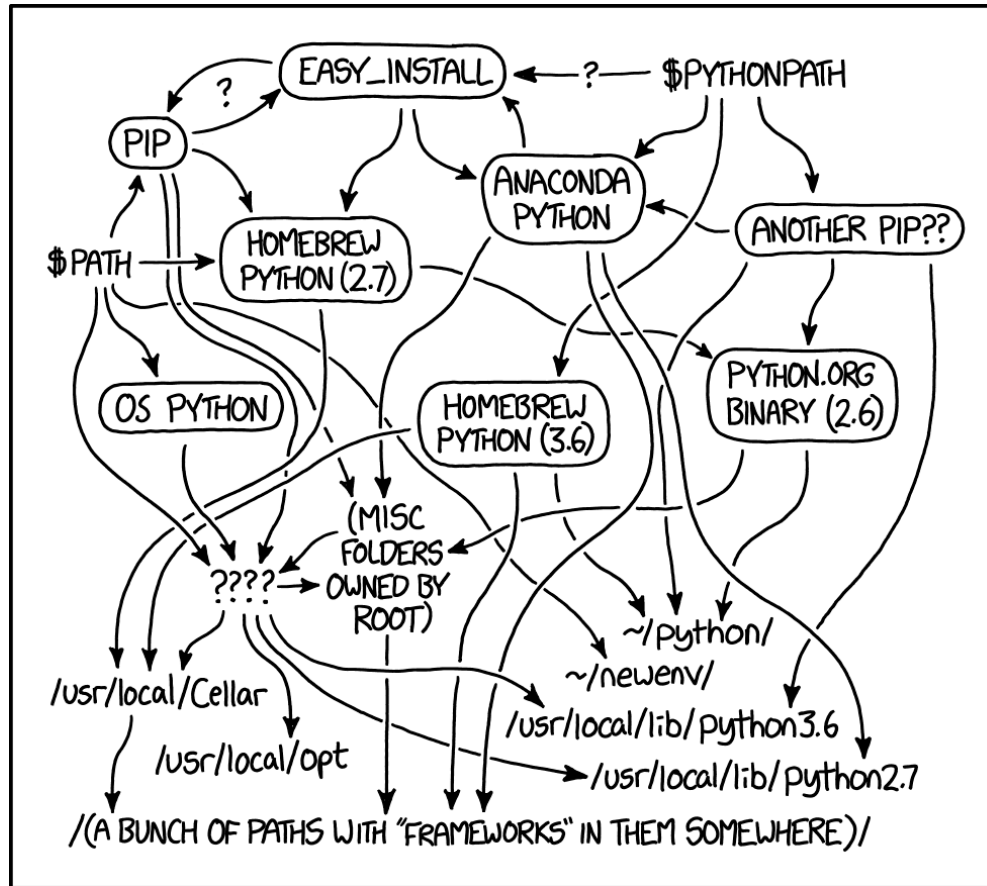 EASY_INSTALL
?
$PYTHONPATH
?
PIP
ANACONDA
PYTHON
ANOTHER PIP??
HOMEBREW
PYTHON (2.7)
$PATH
PYTHON.ORG
BINARY (2.6)
OS PYTHON
HOMEBREW
PYTHON (3.6)
(MISC
FOLDERS
OWNED BY
ROOT)
????
~/python/
~/newenv/
/usr/local/Cellar
/usr/local/lib/python3.6
/usr/local/opt
/usr/local/lib/python2.7
/(A BUNCH OF PATHS WITH "FRAMEWORKS" IN THEM SOMEWHERE)/